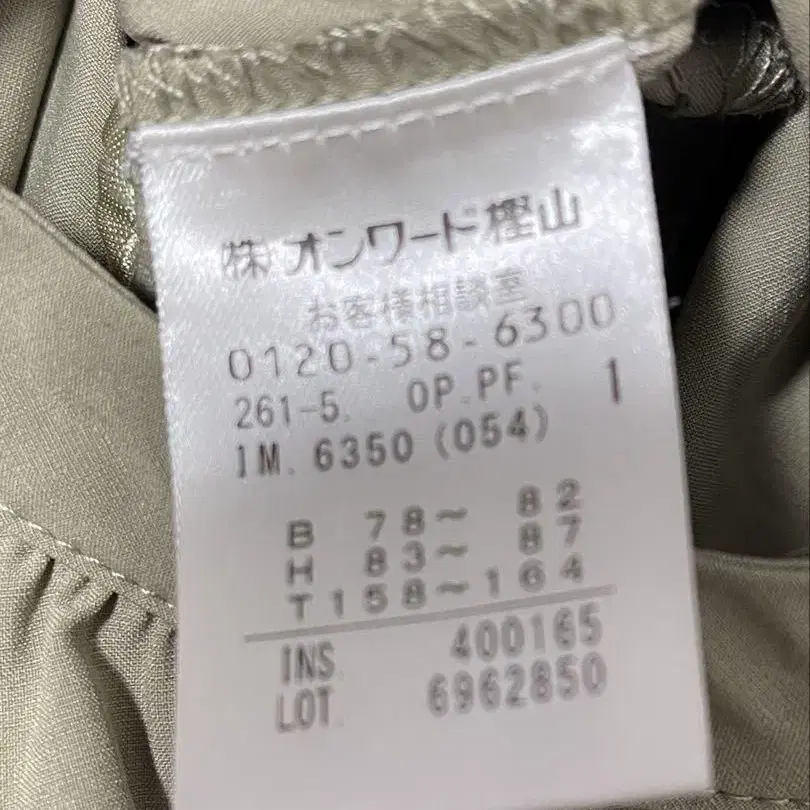 (株)オンワード樫山
お客様相談室
0120-58-6300
261-5. OP.PF. 1
1M. 6350 (054)
B 78~ 82
H 83~ 87
T158~164
INS. 400165
LOT. 6962850